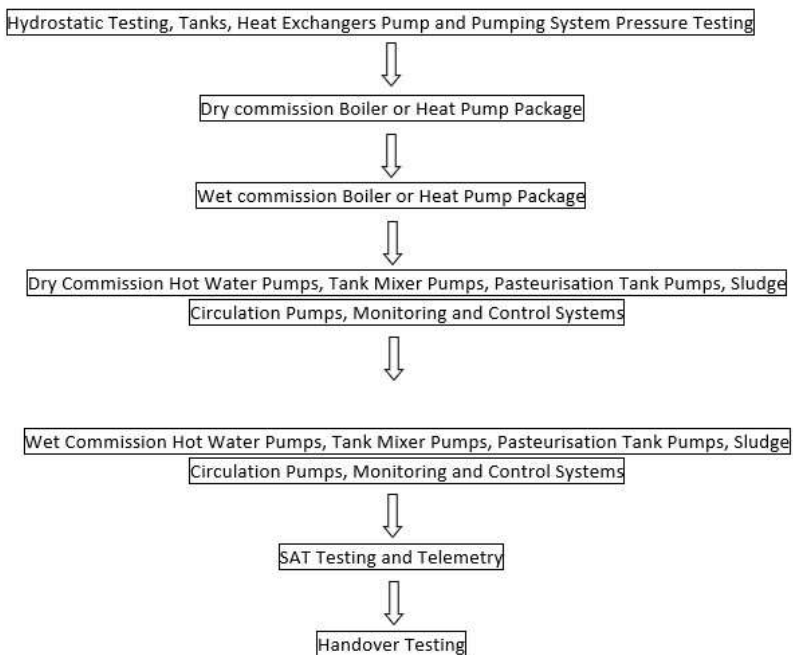 Hydrostatic Testing, Tanks, Heat Exchangers Pump and Pumping System Pressure Testing
Dry commission Boiler or Heat Pump Package
Wet commission Boiler or Heat Pump Package
Dry Commission Hot Water Pumps, Tank Mixer Pumps, Pasteurisation Tank Pumps, Sludge
Circulation Pumps, Monitoring and Control Systems
Wet Commission Hot Water Pumps, Tank Mixer Pumps, Pasteurisation Tank Pumps, Sludge
Circulation Pumps, Monitoring and Control Systems
SAT Testing and Telemetry
Handover Testing